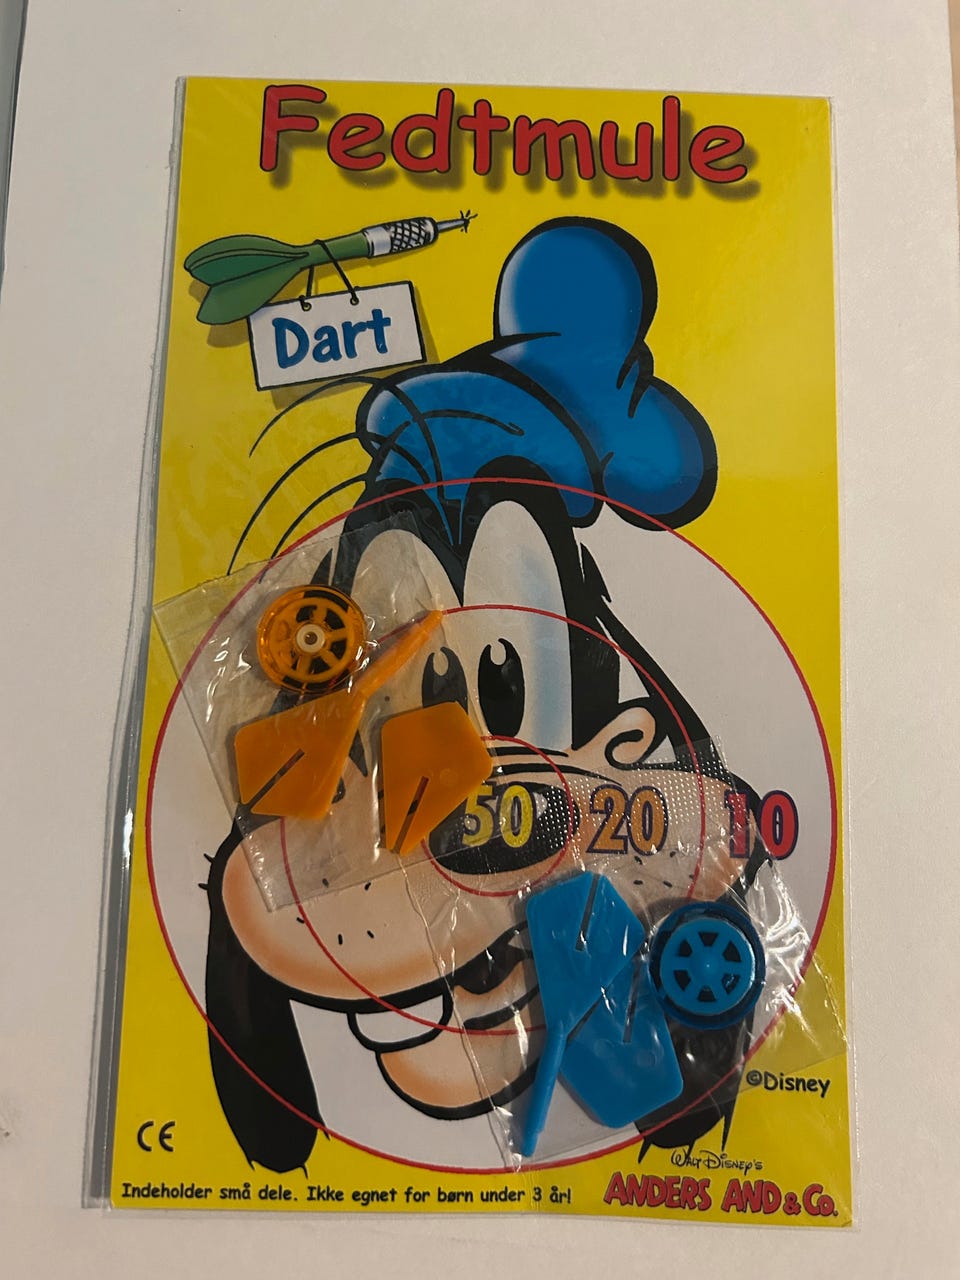 Fedtmule
Dart
50 20 10
©Disney
CE
Walt Disney's
Indeholder små dele. Ikke egnet for børn under 3 år!
ANDERS AND & Co.